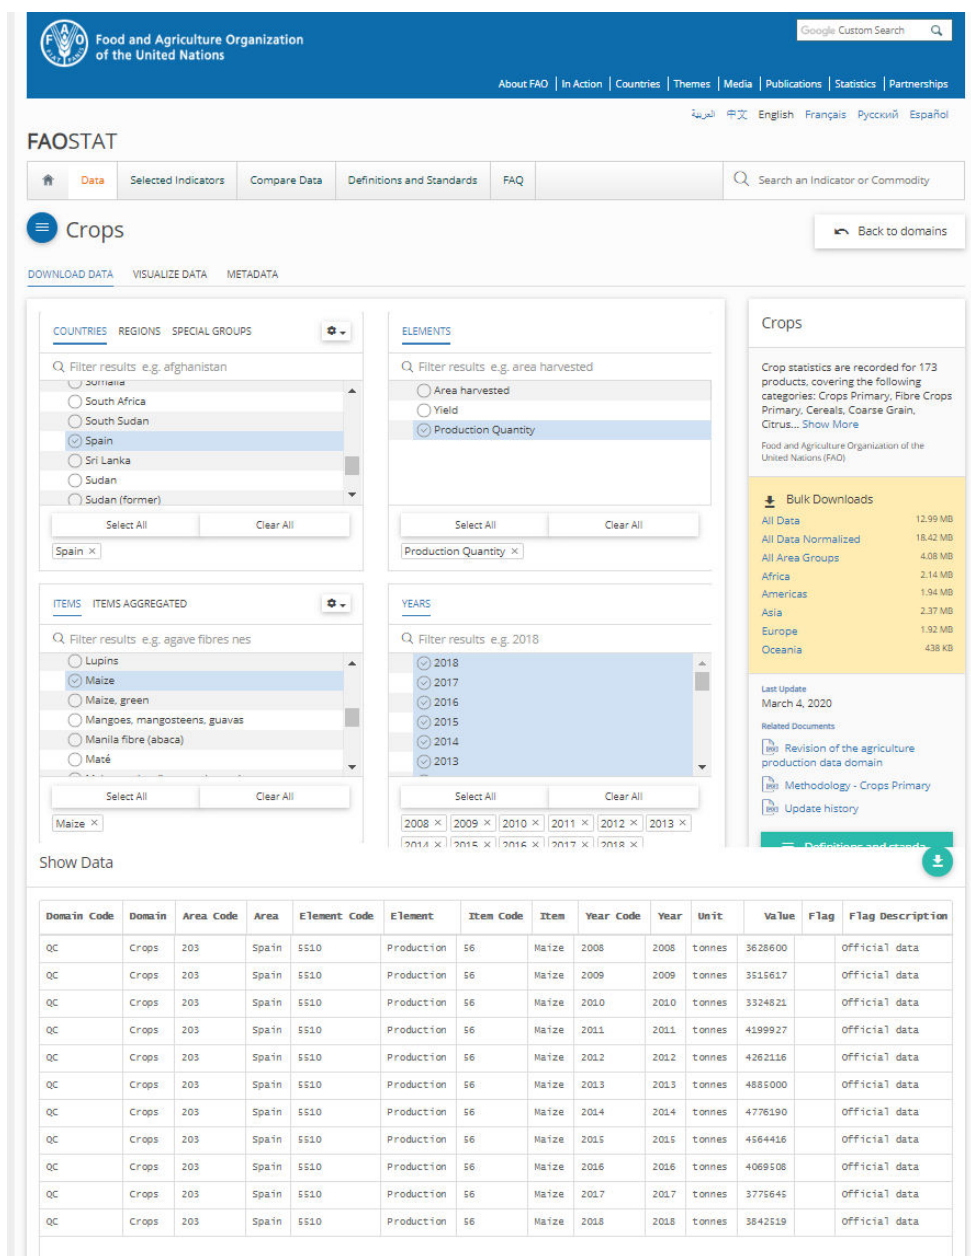 Food and Agriculture Organization
of the United Nations
Google Custom Search
About FAO | In Action | Countries | Themes | Media | Publications | Statistics | Partnerships
العربية 中文 English Français Русский Español
FAOSTAT
Data Selected Indicators Compare Data Definitions and Standards FAQ
Search an Indicator or Commodity
Crops
Back to domains
DOWNLOAD DATA VISUALIZE DATA METADATA
COUNTRIES REGIONS SPECIAL GROUPS
Filter results e.g. afghanistan
Somalia
South Africa
South Sudan
Spain
Sri Lanka
Sudan
Sudan (former)
Select All Clear All
Spain ×
ELEMENTS
Filter results e.g. area harvested
Area harvested
Yield
Production Quantity
Select All Clear All
Production Quantity ×
ITEMS ITEMS AGGREGATED
Filter results e.g. agave fibres nes
Lupins
Maize
Maize, green
Mangoes, mangosteens, guavas
Manila fibre (abaca)
Maté
Select All Clear All
Maize ×
YEARS
Filter results e.g. 2018
2018
2017
2016
2015
2014
2013
Select All Clear All
2008 × 2009 × 2010 × 2011 × 2012 × 2013 ×
2014 × 2015 × 2016 × 2017 × 2018 ×
Crops
Crop statistics are recorded for 173
products, covering the following
categories: Crops Primary, Fibre Crops
Primary, Cereals, Coarse Grain,
Citrus... Show More
Food and Agriculture Organization of the
United Nations (FAO)
Bulk Downloads
All Data 12.99 MB
All Data Normalized 18.42 MB
All Area Groups 4.08 MB
Africa 2.14 MB
Americas 1.94 MB
Asia 2.37 MB
Europe 1.92 MB
Oceania 438 KB
Last Update
March 4, 2020
Related Documents
Revision of the agriculture
production data domain
Methodology - Crops Primary
Update history
Definitions and standa
Show Data
Domain Code Domain Area Code Area Element Code Element Item Code Item Year Code Year Unit Value Flag Flag Description
QC Crops 203 Spain 5510 Production 56 Maize 2008 2008 tonnes 3628600 Official data
QC Crops 203 Spain 5510 Production 56 Maize 2009 2009 tonnes 3515617 Official data
QC Crops 203 Spain 5510 Production 56 Maize 2010 2010 tonnes 3324821 Official data
QC Crops 203 Spain 5510 Production 56 Maize 2011 2011 tonnes 4199927 Official data
QC Crops 203 Spain 5510 Production 56 Maize 2012 2012 tonnes 4262116 Official data
QC Crops 203 Spain 5510 Production 56 Maize 2013 2013 tonnes 4885000 Official data
QC Crops 203 Spain 5510 Production 56 Maize 2014 2014 tonnes 4776190 Official data
QC Crops 203 Spain 5510 Production 56 Maize 2015 2015 tonnes 4564416 Official data
QC Crops 203 Spain 5510 Production 56 Maize 2016 2016 tonnes 4069508 Official data
QC Crops 203 Spain 5510 Production 56 Maize 2017 2017 tonnes 3775645 Official data
QC Crops 203 Spain 5510 Production 56 Maize 2018 2018 tonnes 3842519 Official data